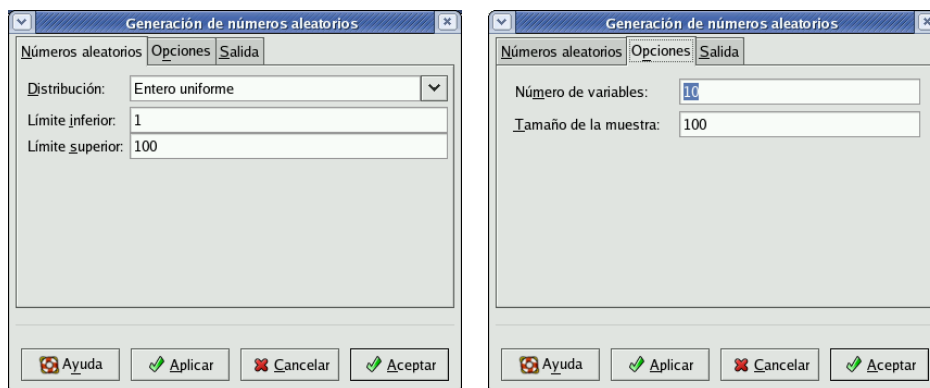 Generación de números aleatorios
Números aleatorios Opciones Salida
Distribución: Entero uniforme
Límite inferior: 1
Límite superior: 100
Ayuda Aplicar Cancelar Aceptar
Generación de números aleatorios
Números aleatorios Opciones Salida
Número de variables: 10
Tamaño de la muestra: 100
Ayuda Aplicar Cancelar Aceptar